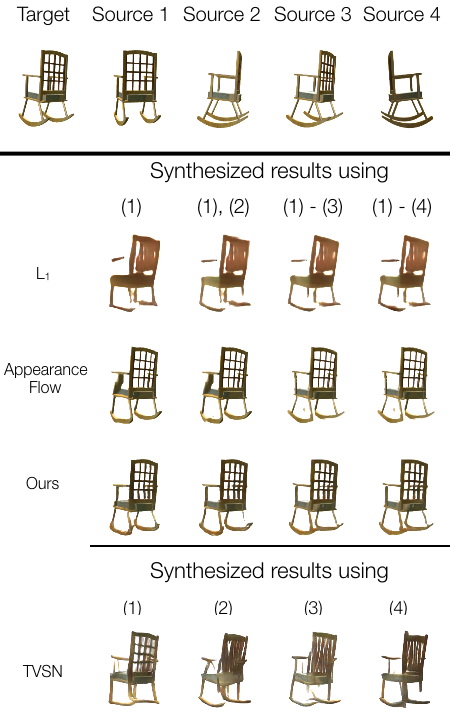 Target Source 1 Source 2 Source 3 Source 4
Synthesized results using
(1) (1), (2) (1) - (3) (1) - (4)
L₁
Appearance
Flow
Ours
Synthesized results using
(1) (2) (3) (4)
TVSN